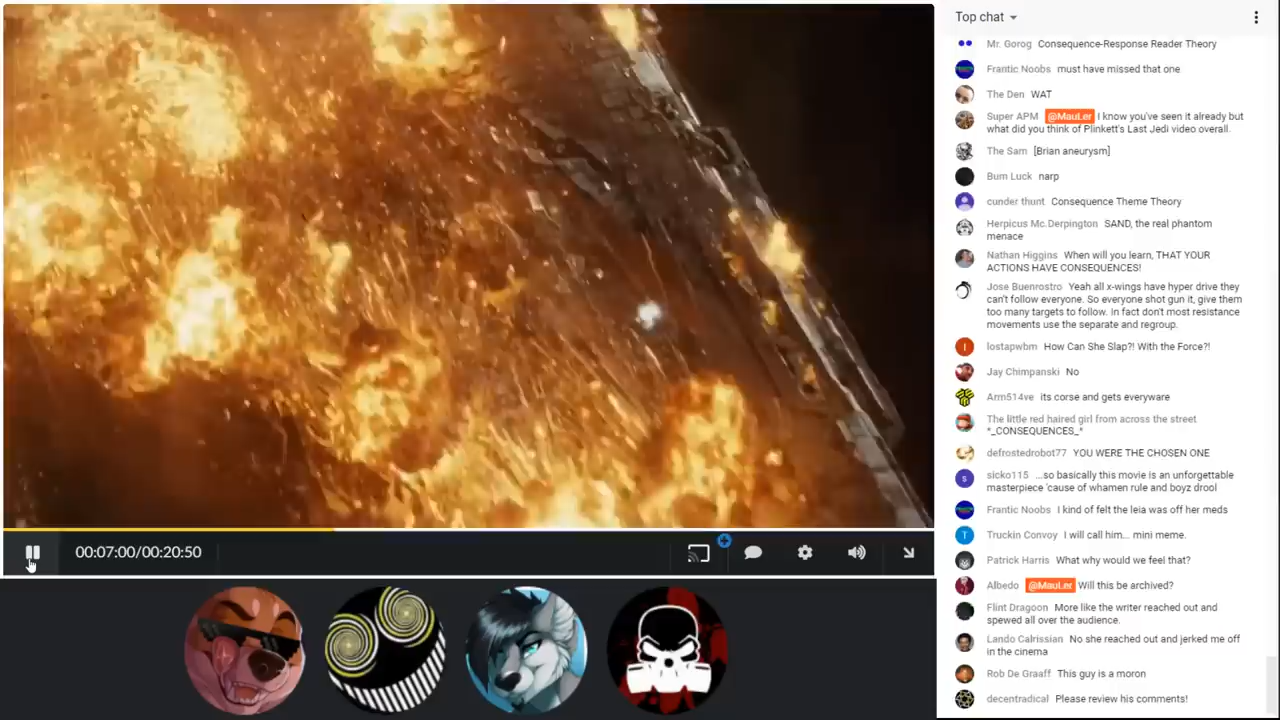 Top chat
Mr. Gorog Consequence-Response Reader Theory
Frantic Noobs must have missed that one
The Den WAT
Super APM @MauLer I know you've seen it already but
what did you think of Plinkett's Last Jedi video overall.
The Sam [Brian aneurysm]
Bum Luck narp
cunder thunt Consequence Theme Theory
Herpicus Mc.Derpington SAND, the real phantom
menace
Nathan Higgins When will you learn, THAT YOUR
ACTIONS HAVE CONSEQUENCES!
Jose Buenrostro Yeah all x-wings have hyper drive they
can't follow everyone. So everyone shot gun it, give them
too many targets to follow. In fact don't most resistance
movements use the separate and regroup.
I
lostapwbm How Can She Slap?! With the Force?!
Jay Chimpanski No
Arm514ve its corse and gets everyware
The little red haired girl from across the street
*_CONSEQUENCES_*
defrostedrobot77 YOU WERE THE CHOSEN ONE
s
sicko115 ...so basically this movie is an unforgettable
masterpiece 'cause of whamen rule and boyz drool
Frantic Noobs I kind of felt the leia was off her meds
T
Truckin Convoy I will call him... mini meme.
Patrick Harris What why would we feel that?
Albedo @MauLer Will this be archived?
Flint Dragoon More like the writer reached out and
spewed all over the audience.
Lando Calrissian No she reached out and jerked me off
in the cinema
Rob De Graaff This guy is a moron
decentradical Please review his comments!
00:07:00/00:20:50